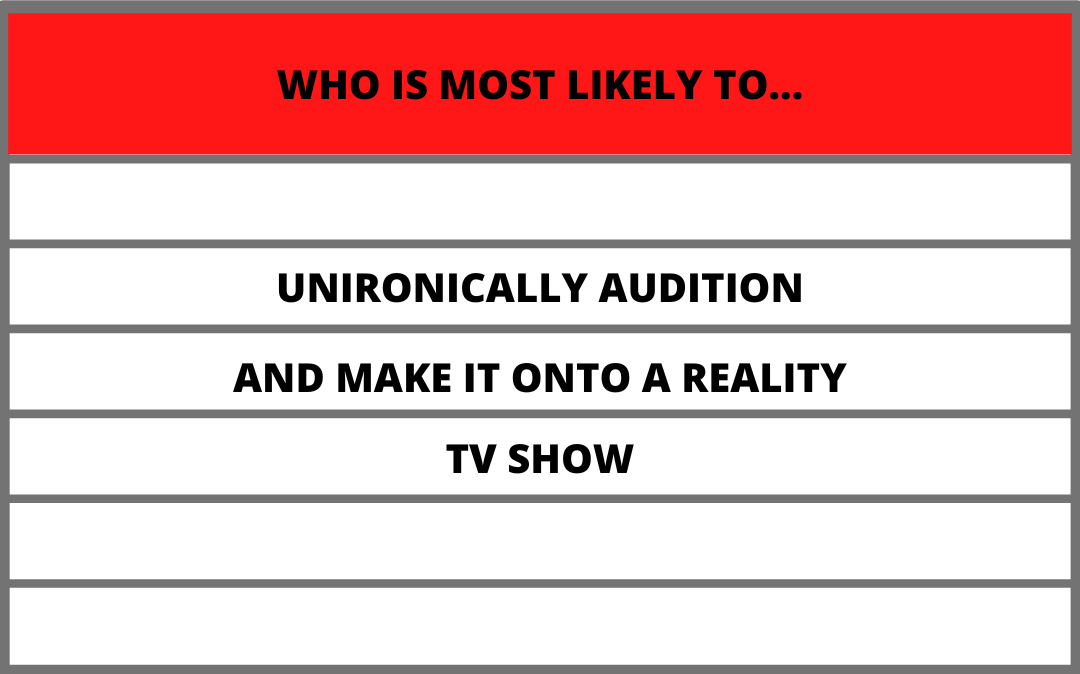 WHO IS MOST LIKELY TO...
UNIRONICALLY AUDITION
AND MAKE IT ONTO A REALITY
TV SHOW